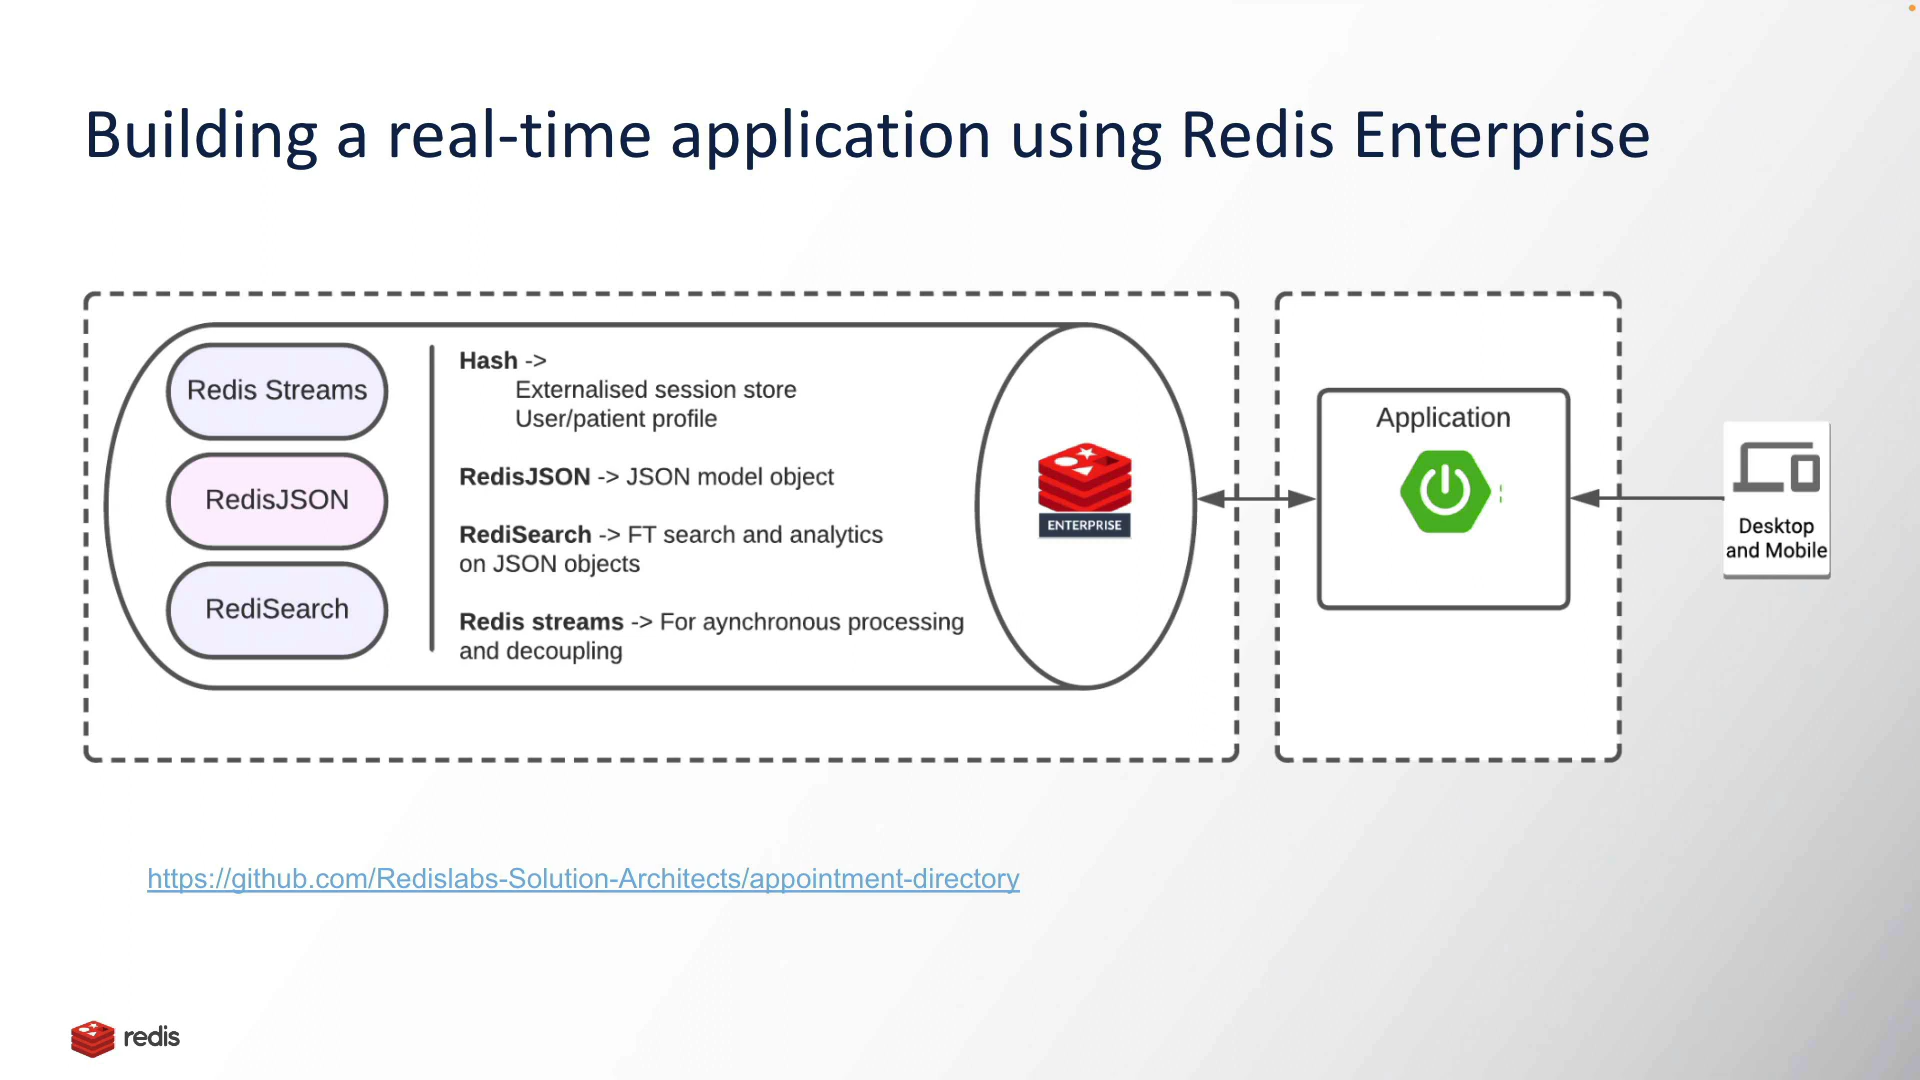 Building a real-time application using Redis Enterprise
Redis Streams
RedisJSON
RediSearch
Hash ->
Externalised session store
User/patient profile
RedisJSON -> JSON model object
RediSearch -> FT search and analytics
on JSON objects
Redis streams -> For aynchronous processing
and decoupling
ENTERPRISE
Application
Desktop
and Mobile
https://github.com/Redislabs-Solution-Architects/appointment-directory
redis